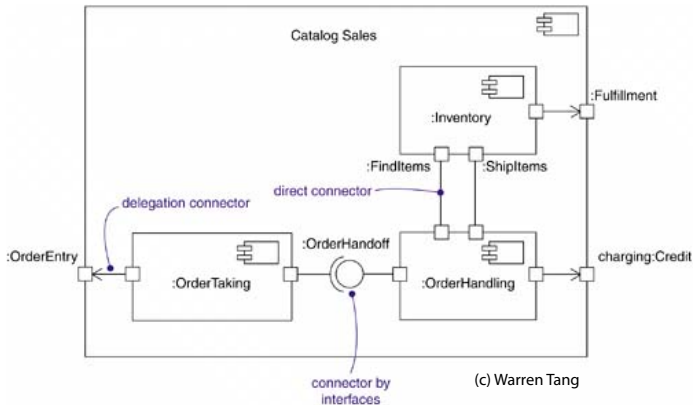 Catalog Sales
:Fulfillment
:Inventory
:FindItems
:ShipItems
direct connector
delegation connector
:OrderEntry
:OrderHandoff
charging:Credit
:OrderTaking
:OrderHandling
connector by
interfaces
(c) Warren Tang